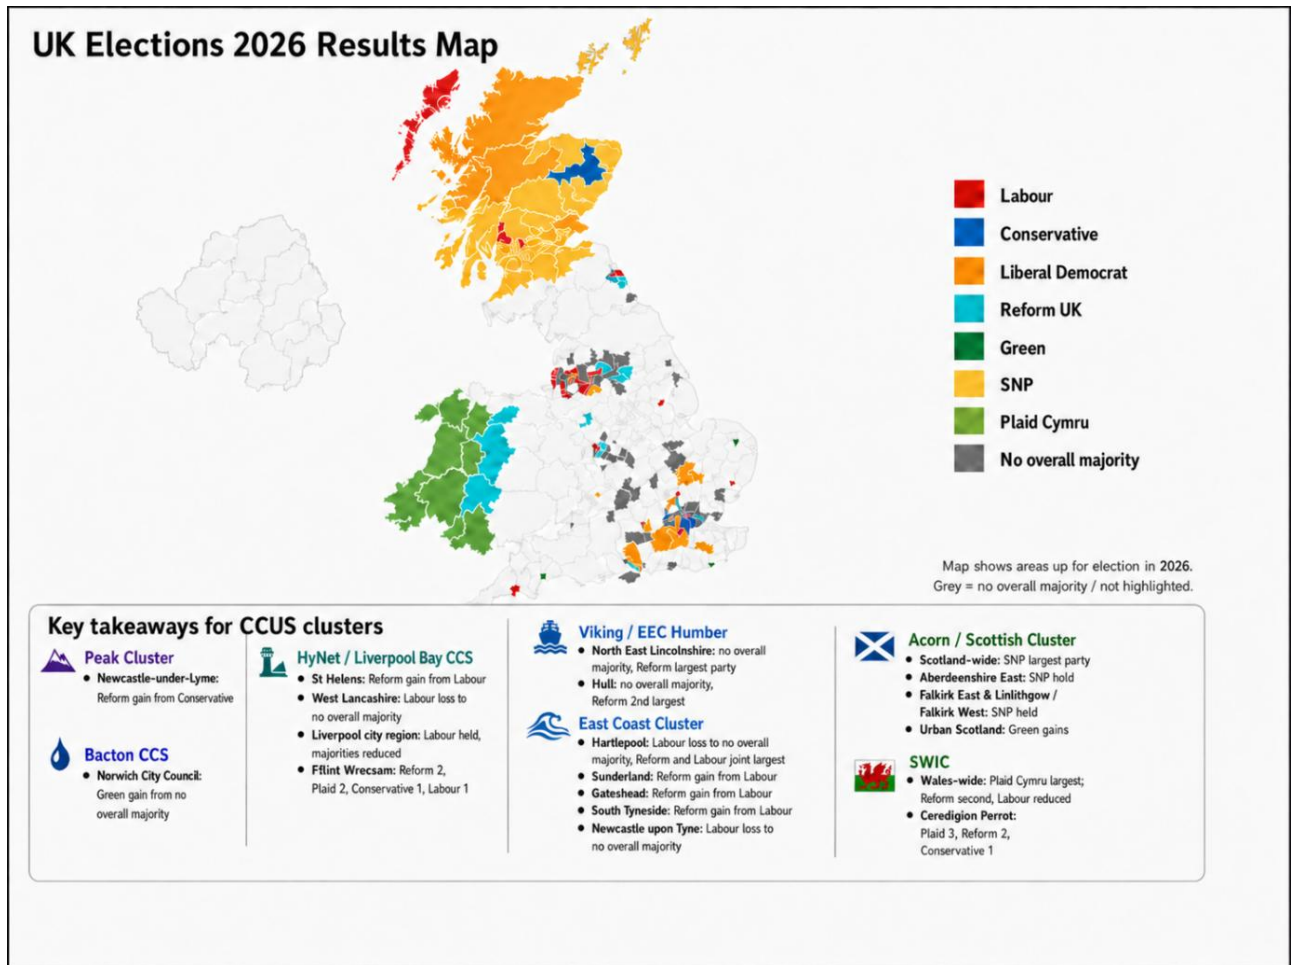 UK Elections 2026 Results Map
Labour
Conservative
Liberal Democrat
Reform UK
Green
SNP
Plaid Cymru
No overall majority
Map shows areas up for election in 2026.
Grey = no overall majority / not highlighted.
Key takeaways for CCUS clusters
Peak Cluster
• Newcastle-under-Lyme:
Reform gain from Conservative
Bacton CCS
• Norwich City Council:
Green gain from no
overall majority
HyNet / Liverpool Bay CCS
• St Helens: Reform gain from Labour
• West Lancashire: Labour loss to
no overall majority
• Liverpool city region: Labour held,
majorities reduced
• Fflint Wrecsam: Reform 2,
Plaid 2, Conservative 1, Labour 1
Viking / EEC Humber
• North East Lincolnshire: no overall
majority, Reform largest party
• Hull: no overall majority,
Reform 2nd largest
East Coast Cluster
• Hartlepool: Labour loss to no overall
majority, Reform and Labour joint largest
• Sunderland: Reform gain from Labour
• Gateshead: Reform gain from Labour
• South Tyneside: Reform gain from Labour
• Newcastle upon Tyne: Labour loss to
no overall majority
Acorn / Scottish Cluster
• Scotland-wide: SNP largest party
• Aberdeenshire East: SNP hold
• Falkirk East & Linlithgow /
Falkirk West: SNP held
• Urban Scotland: Green gains
SWIC
• Wales-wide: Plaid Cymru largest;
Reform second, Labour reduced
• Ceredigion Perrot:
Plaid 3, Reform 2,
Conservative 1